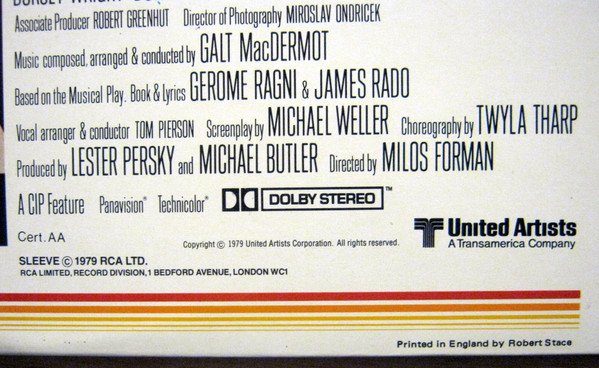 Associate Producer ROBERT GREENHUT Director of Photography MIROSLAV ONDRICEK
Music composed, arranged & conducted by GALT MacDERMOT
Based on the Musical Play. Book & Lyrics GEROME RAGNI & JAMES RADO
Vocal arranger & conductor TOM PIERSON Screenplay by MICHAEL WELLER Choreography by TWYLA THARP
Produced by LESTER PERSKY and MICHAEL BUTLER Directed by MILOS FORMAN
A CIP Feature Panavision® Technicolor® DOLBY STEREO™
United Artists
A Transamerica Company
Cert. AA
Copyright © 1979 United Artists Corporation. All rights reserved.
SLEEVE © 1979 RCA LTD.
RCA LIMITED, RECORD DIVISION, 1 BEDFORD AVENUE, LONDON WC1
Printed in England by Robert Stace